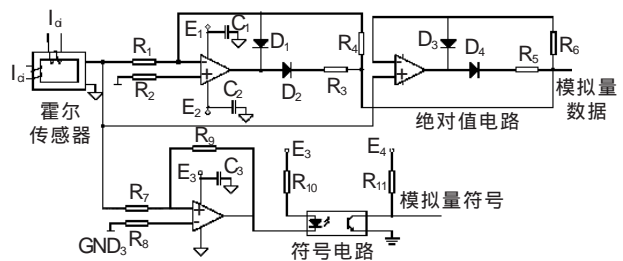 I_ci
I_ci
霍尔
传感器
R1
R2
E1
C1
E2
C2
D1
D2
R3
R4
D3
D4
R5
R6
模拟量
数据
绝对值电路
R7
GND3
R8
R9
E3
C3
E3
E4
R10
R11
模拟量符号
符号电路